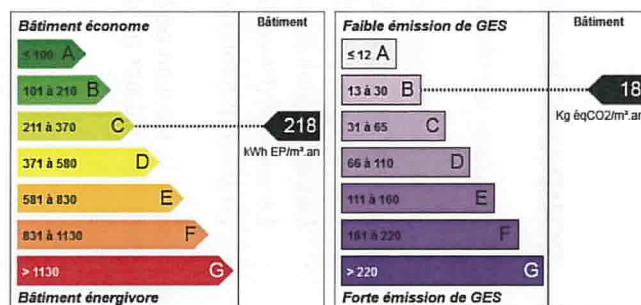 Bâtiment économe
Bâtiment
≤ 100 A
101 à 210 B
211 à 370 C
218
kWh EP/m².an
371 à 580 D
581 à 830 E
831 à 1130 F
> 1130 G
Bâtiment énergivore
Faible émission de GES
Bâtiment
≤ 12 A
13 à 30 B
18
Kg éqCO2/m².an
31 à 65 C
66 à 110 D
111 à 160 E
161 à 220 F
> 220 G
Forte émission de GES